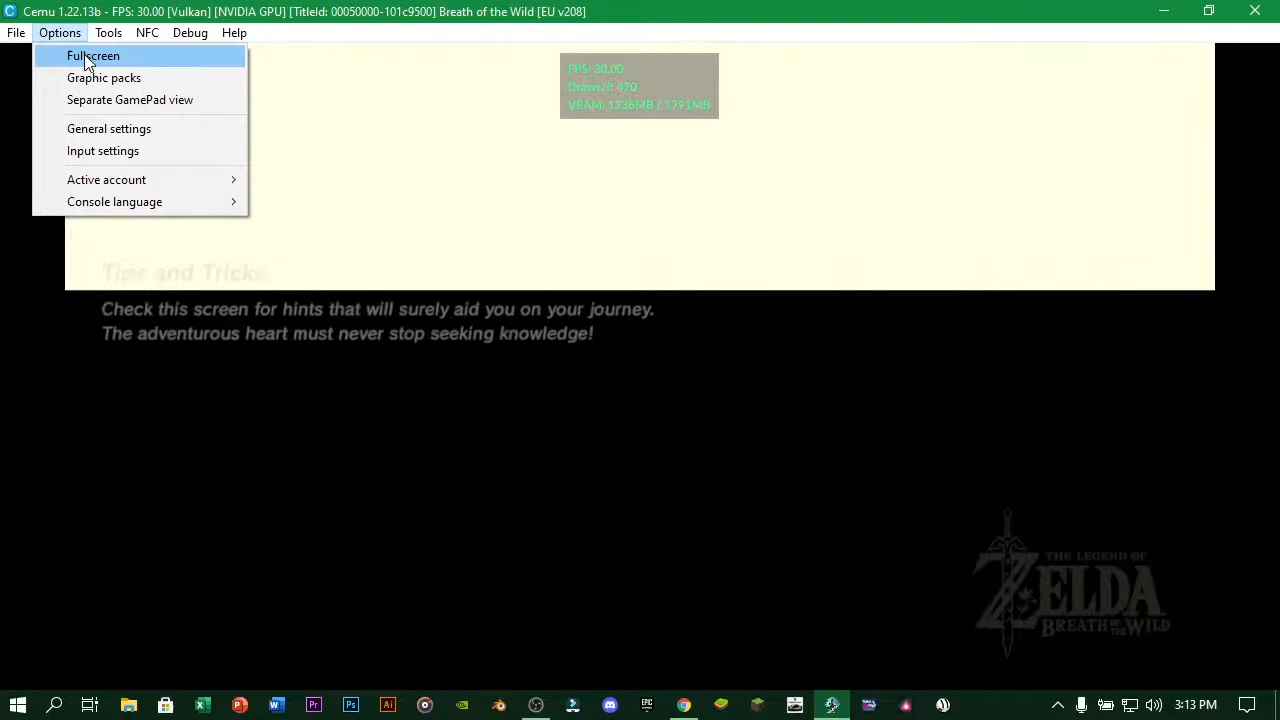 Cemu 1.22.13b - FPS: 30.00 [Vulkan] [NVIDIA GPU] [TitleId: 00050000-101c9500] Breath of the Wild [EU v208]
File Options Tools NFC Debug Help
Fullscreen
Graphic packs
Separate GamePad view
General settings
Input settings
Active account
Console language
FPS: 30.00
Draws/f: 470
VRAM: 1236MB / 1791MB
Tips and Tricks
Check this screen for hints that will surely aid you on your journey.
The adventurous heart must never stop seeking knowledge!
THE LEGEND OF
ZELDA
BREATH OF THE WILD
3:13 PM